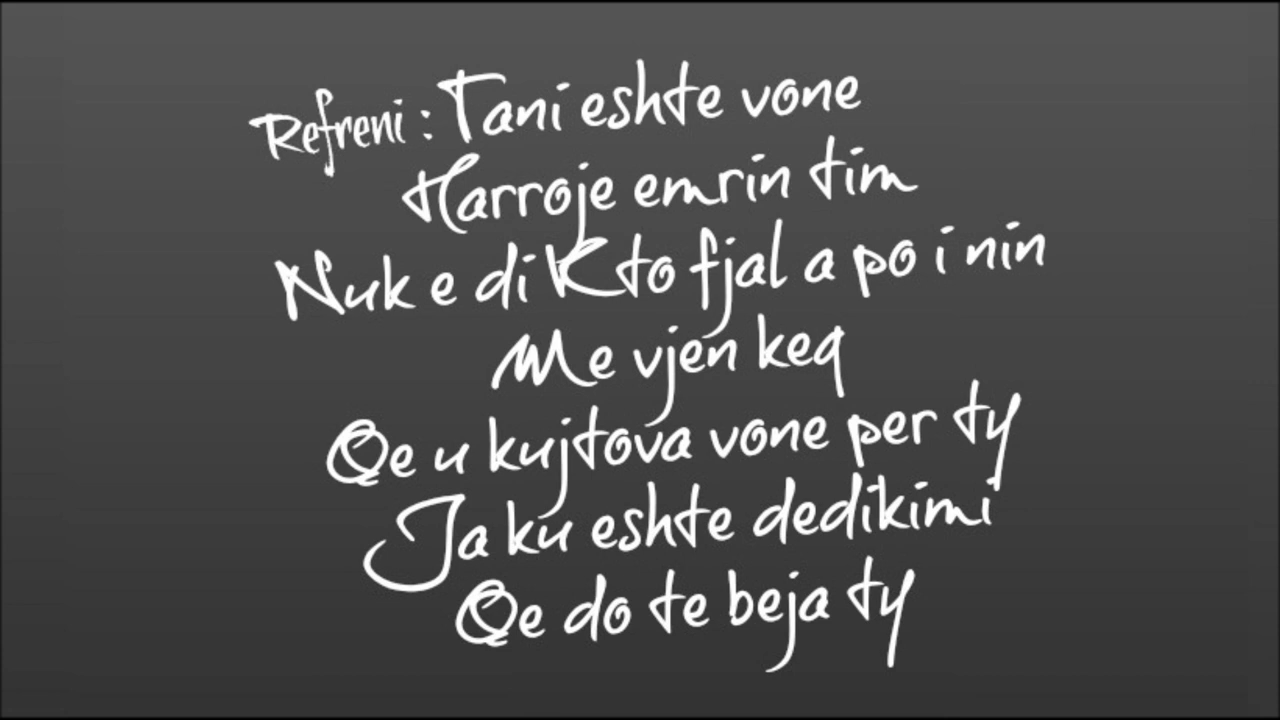 Refreni : Tani eshte vone
Harroje emrin tim
Nuk e di Kto fjal a po i nin
Me vjen keq
Qe u kujtova vone per ty
Ja ku eshte dedikimi
Qe do te beja ty